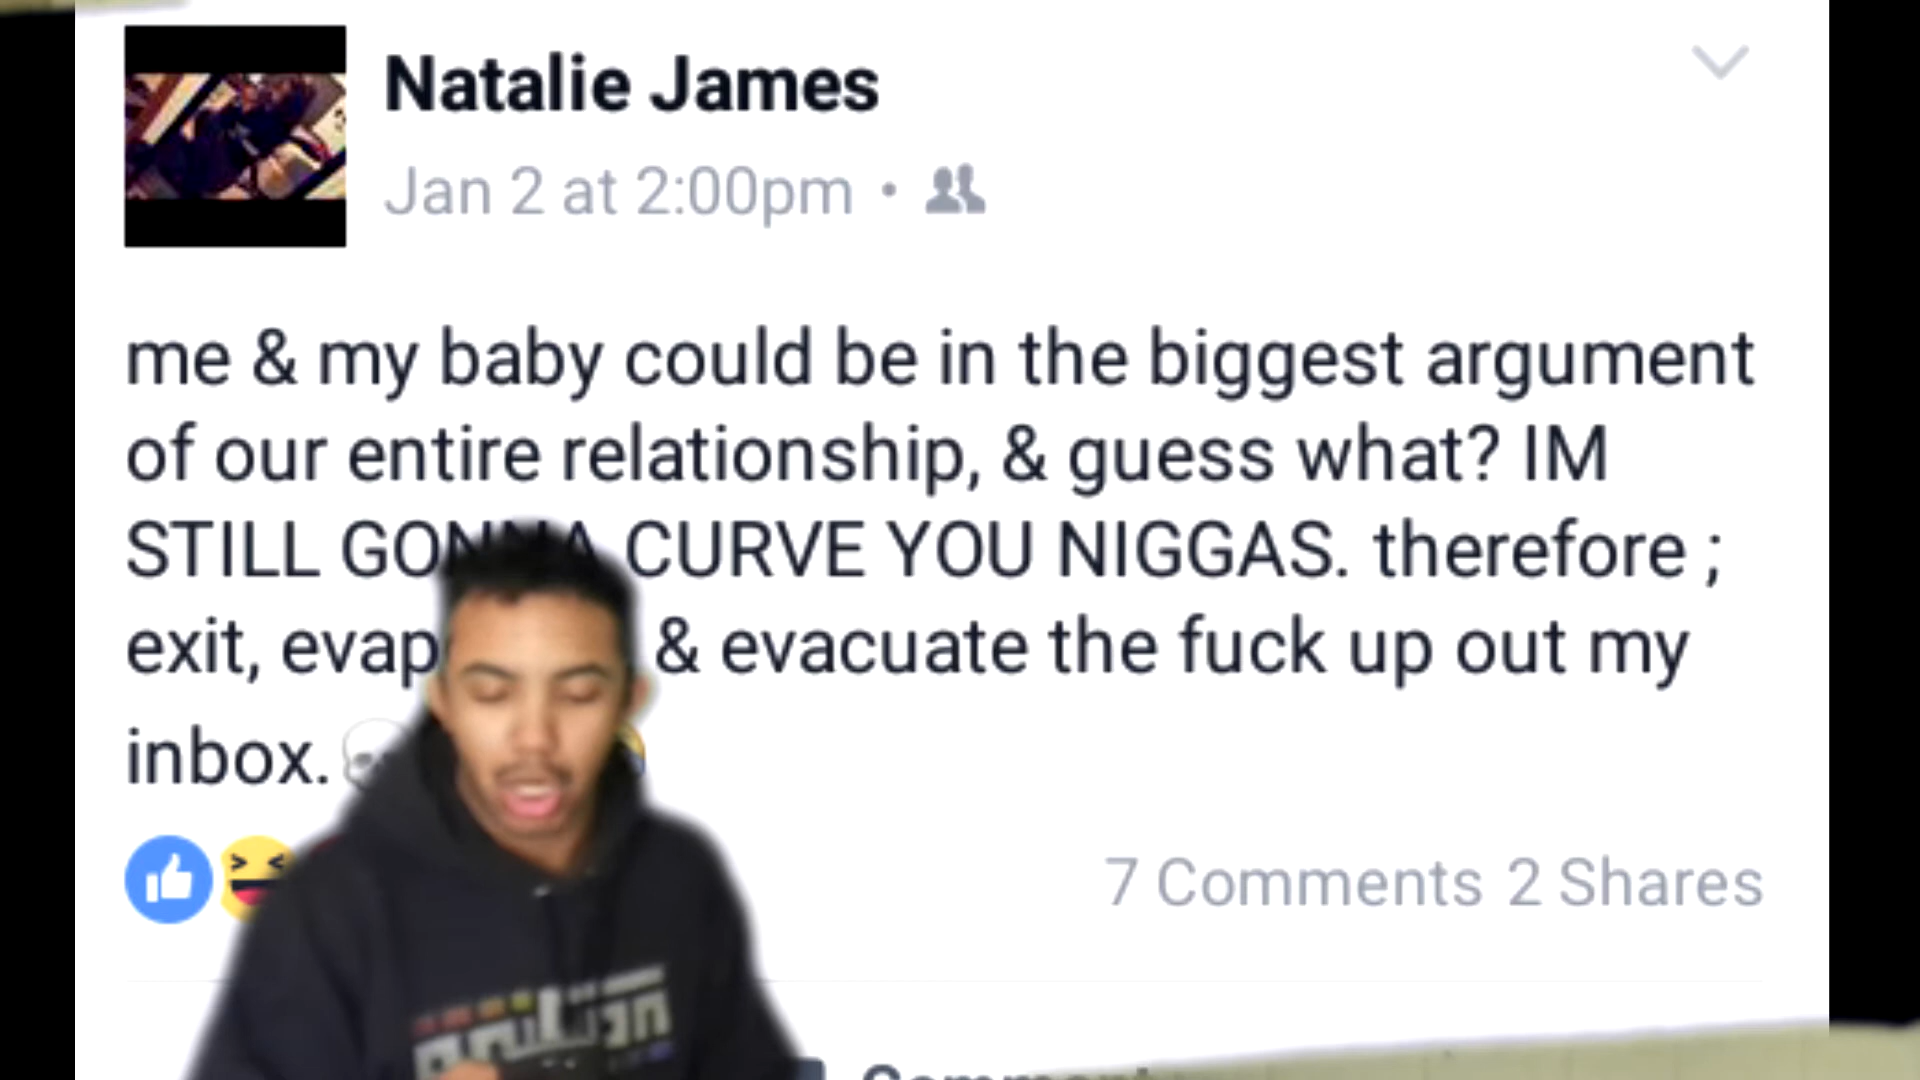 Natalie James
Jan 2 at 2:00pm
me & my baby could be in the biggest argument
of our entire relationship, & guess what? IM
STILL GONNA CURVE YOU NIGGAS. therefore ;
exit, & evacuate the fuck up out my
inbox.
7 Comments 2 Shares